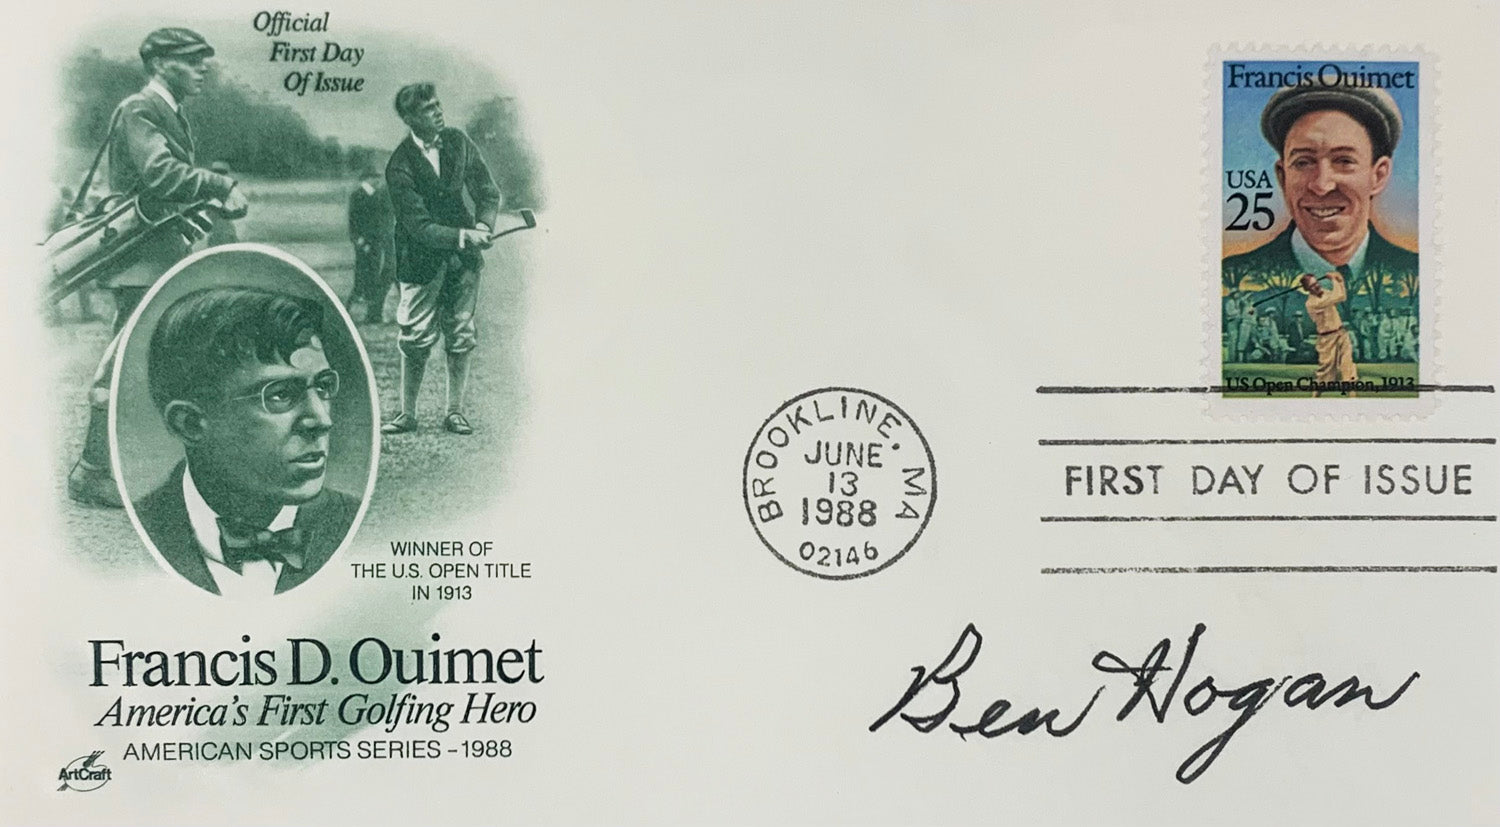 Official
First Day
Of Issue
WINNER OF
THE U.S. OPEN TITLE
IN 1913
Francis D. Ouimet
America's First Golfing Hero
AMERICAN SPORTS SERIES - 1988
ArtCraft
Francis Ouimet
USA
25
US Open Champion, 1913
BROOKLINE, MA
JUNE
13
1988
02146
FIRST DAY OF ISSUE
Ben Hogan